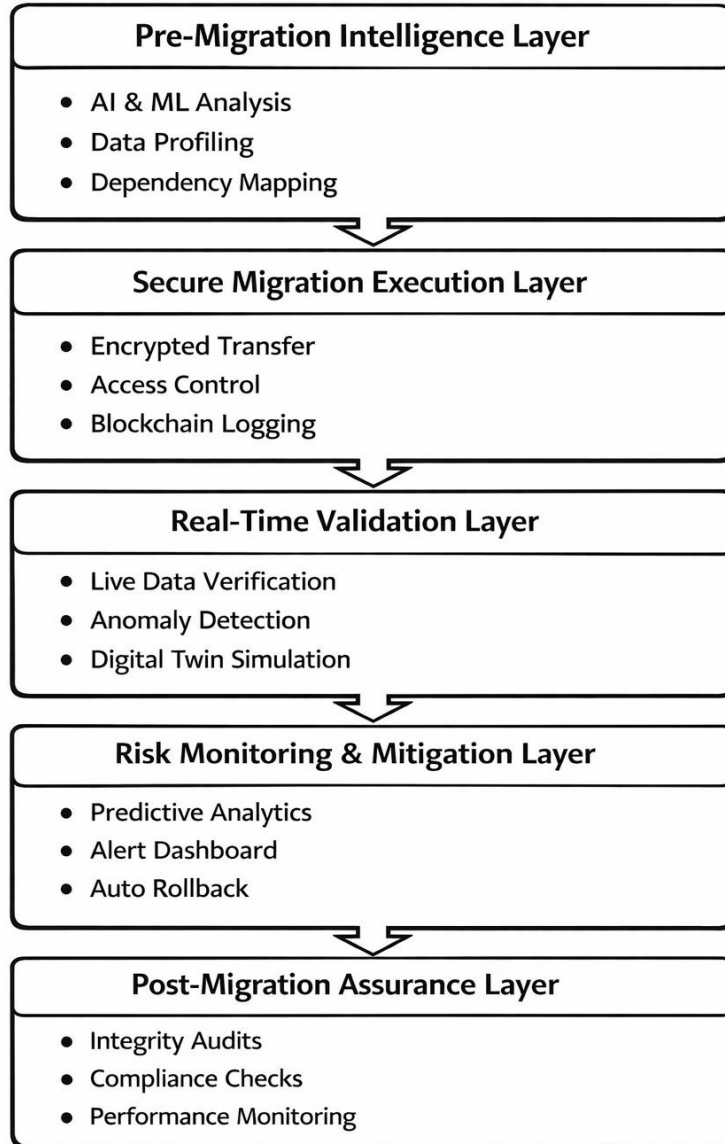 Pre-Migration Intelligence Layer
• AI & ML Analysis
• Data Profiling
• Dependency Mapping
Secure Migration Execution Layer
• Encrypted Transfer
• Access Control
• Blockchain Logging
Real-Time Validation Layer
• Live Data Verification
• Anomaly Detection
• Digital Twin Simulation
Risk Monitoring & Mitigation Layer
• Predictive Analytics
• Alert Dashboard
• Auto Rollback
Post-Migration Assurance Layer
• Integrity Audits
• Compliance Checks
• Performance Monitoring